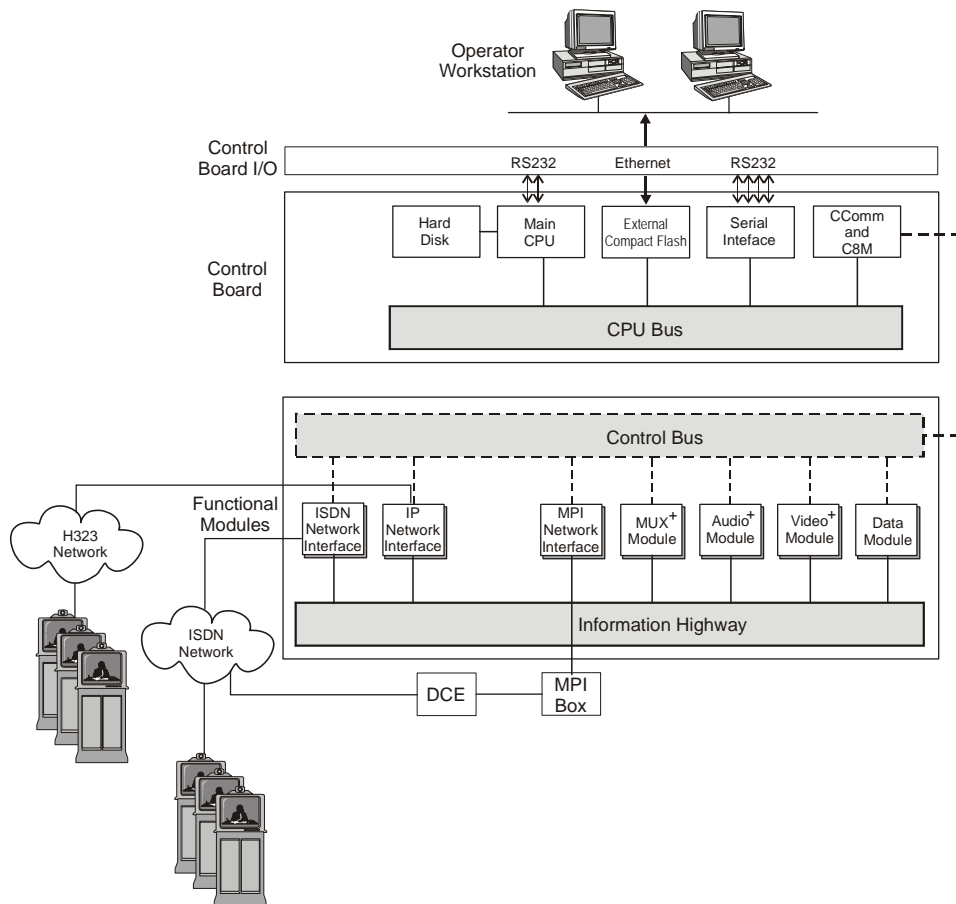 Operator
Workstation
Control
Board I/O
RS232
Ethernet
RS232
Hard
Disk
Main
CPU
External
Compact Flash
Serial
Inteface
CComm
and
C8M
Control
Board
CPU Bus
Control Bus
Functional
Modules
ISDN
Network
Interface
IP
Network
Interface
MPI
Network
Interface
MUX+
Module
Audio+
Module
Video+
Module
Data
Module
H323
Network
Information Highway
ISDN
Network
DCE
MPI
Box